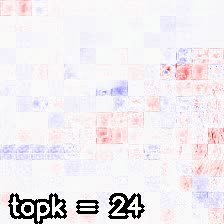 topk = 24